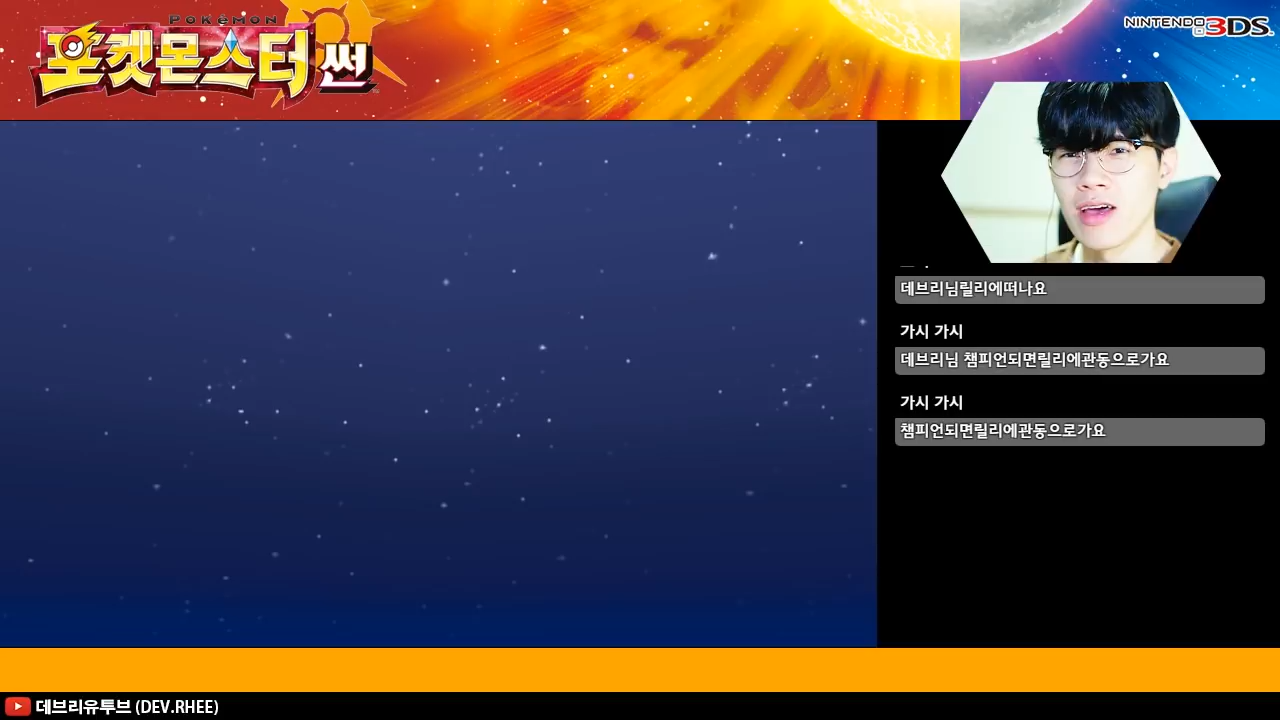 POKéMON
포켓몬스터 썬
NINTENDO 3DS
데브리님릴리에떠나요
가시 가시
데브리님 챔피언되면릴리에관동으로가요
가시 가시
챔피언되면릴리에관동으로가요
데브리유투브 (DEV.RHEE)